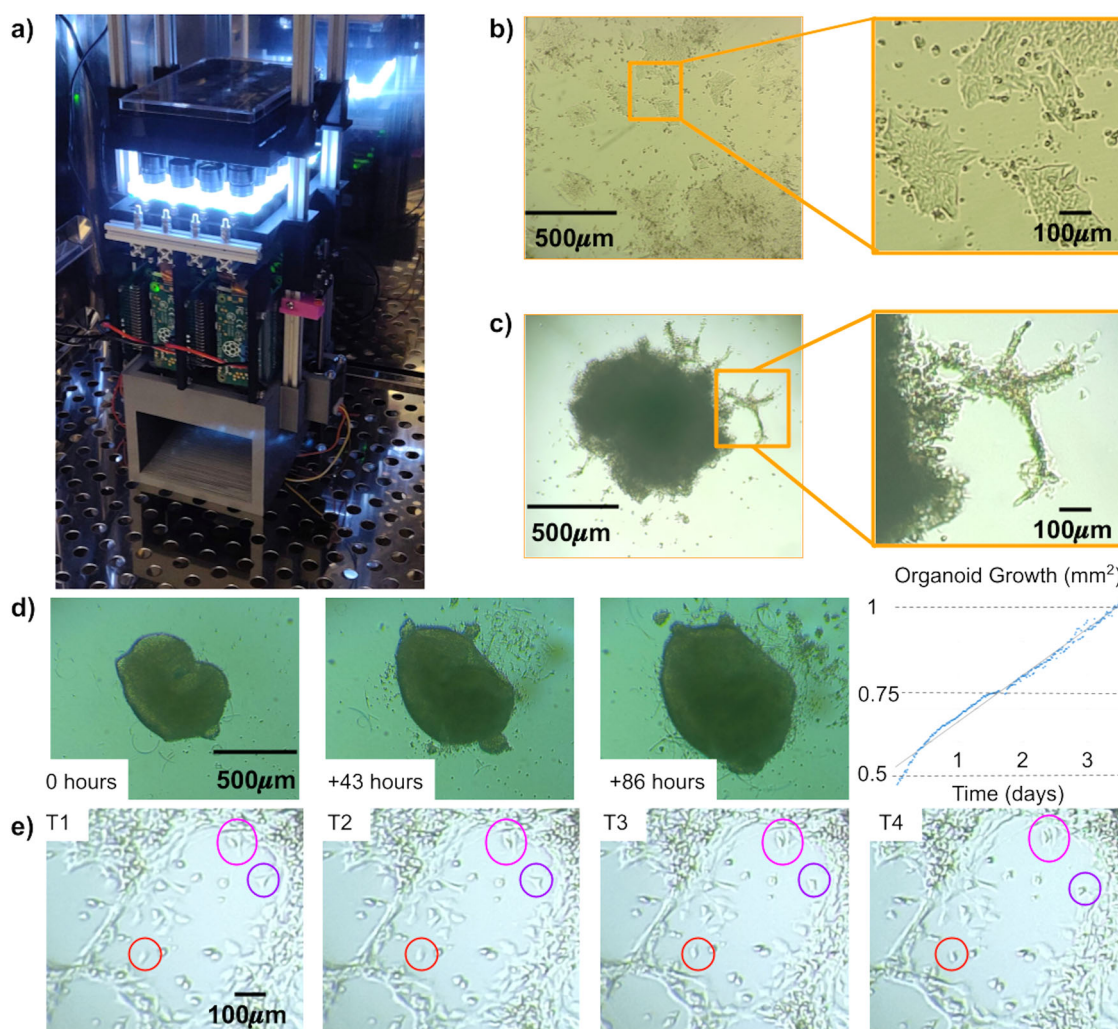 a)
b)
500μm
100μm
c)
500μm
100μm
d)
0 hours
500μm
+43 hours
+86 hours
Organoid Growth (mm²)
1
0.75
0.5
1 2 3
Time (days)
e)
T1
T2
T3
T4
100μm